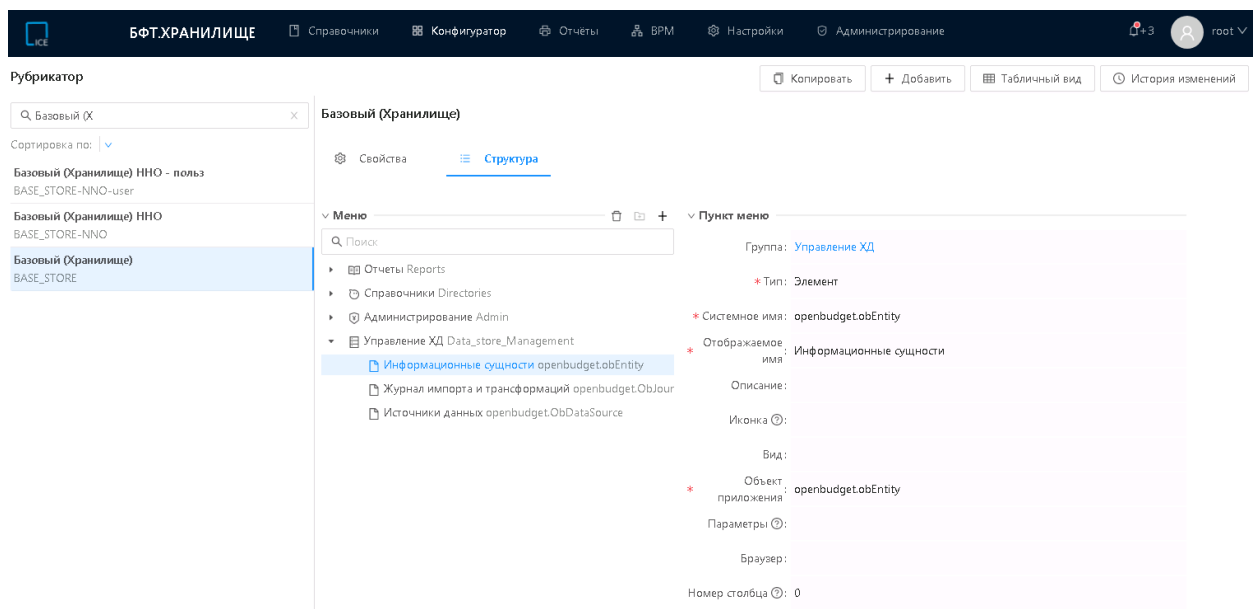 ICE
БФТ.ХРАНИЛИЩЕ
Справочники
Конфигуратор
Отчёты
BPM
Настройки
Администрирование
+3
root
Рубрикатор
Копировать
+ Добавить
Табличный вид
История изменений
Базовый (Х
Сортировка по:
Базовый (Хранилище) ННО - польз
BASE_STORE-NNO-user
Базовый (Хранилище) ННО
BASE_STORE-NNO
Базовый (Хранилище)
BASE_STORE
Базовый (Хранилище)
Свойства
Структура
Меню
Поиск
Отчеты Reports
Справочники Directories
Администрирование Admin
Управление ХД Data_store_Management
Информационные сущности openbudget.obEntity
Журнал импорта и трансформаций openbudget.ObJour
Источники данных openbudget.ObDataSource
Пункт меню
Группа: Управление ХД
* Тип: Элемент
* Системное имя: openbudget.obEntity
* Отображаемое имя: Информационные сущности
Описание:
Иконка ?:
Вид:
* Объект приложения: openbudget.obEntity
Параметры ?:
Браузер:
Номер столбца ?: 0